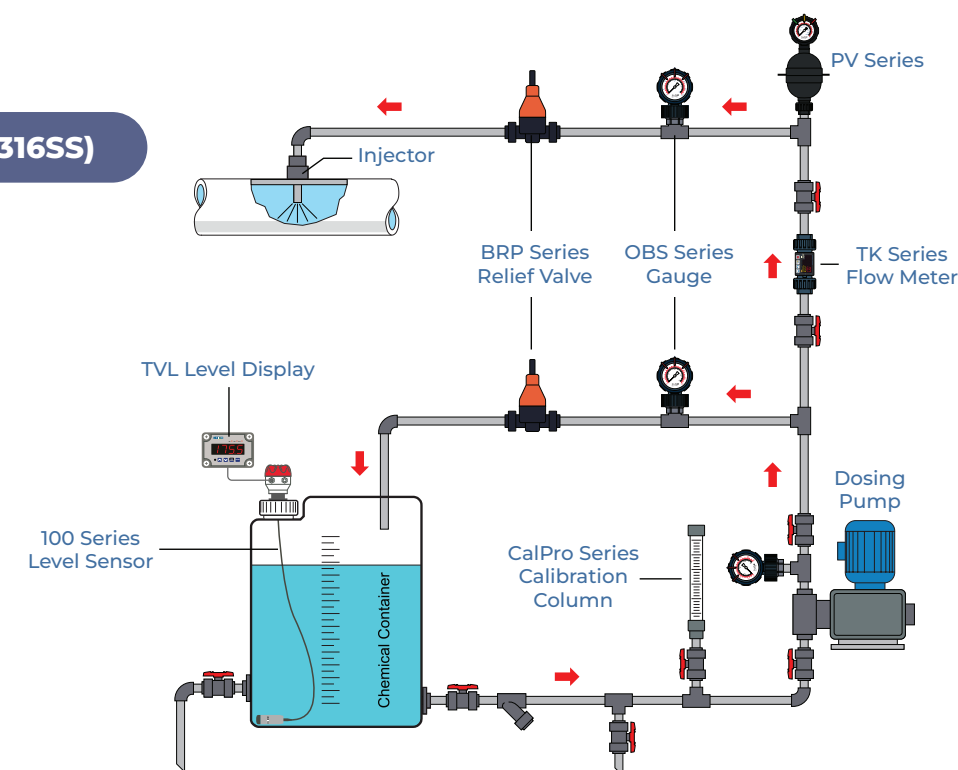 PV Series
316SS)
Injector
BRP Series
Relief Valve
OBS Series
Gauge
TK Series
Flow Meter
TVL Level Display
1755
Dosing
Pump
100 Series
Level Sensor
CalPro Series
Calibration
Column
Chemical Container